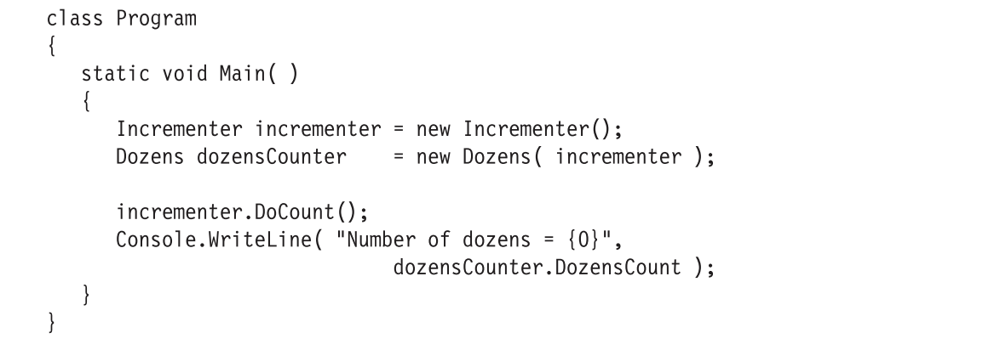 class Program
{
   static void Main( )
   {
      Incrementer incrementer = new Incrementer();
      Dozens dozensCounter    = new Dozens( incrementer );

      incrementer.DoCount();
      Console.WriteLine( "Number of dozens = {0}",
                              dozensCounter.DozensCount );
   }
}